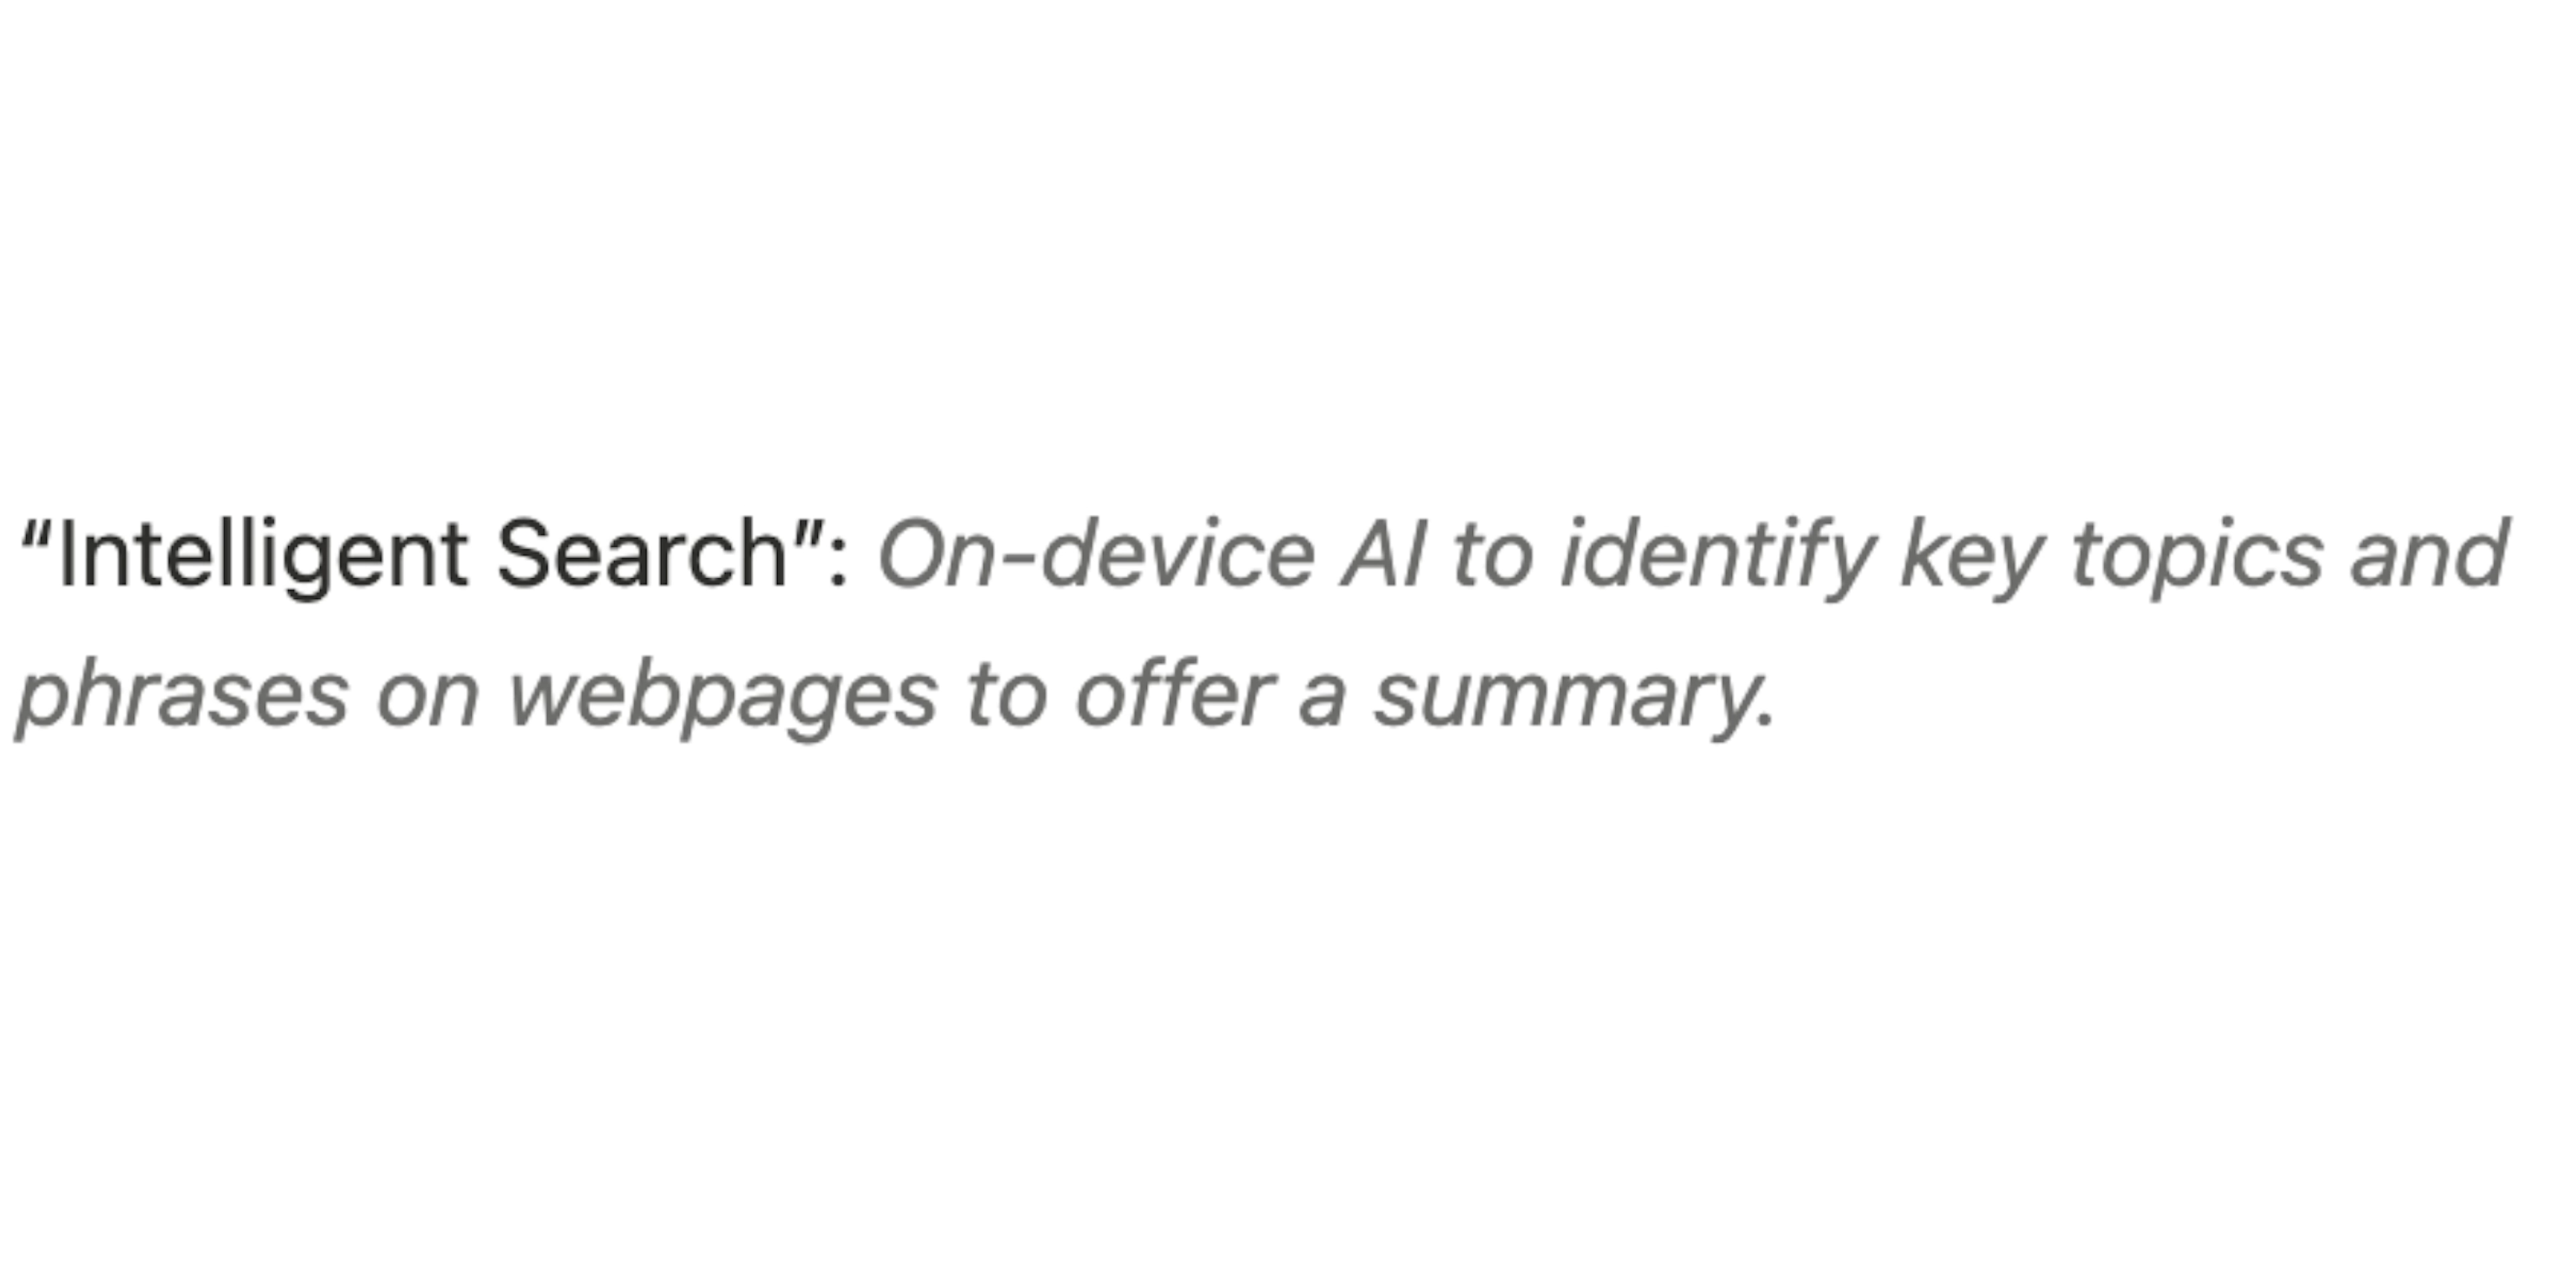 “Intelligent Search”: On-device AI to identify key topics and
phrases on webpages to offer a summary.